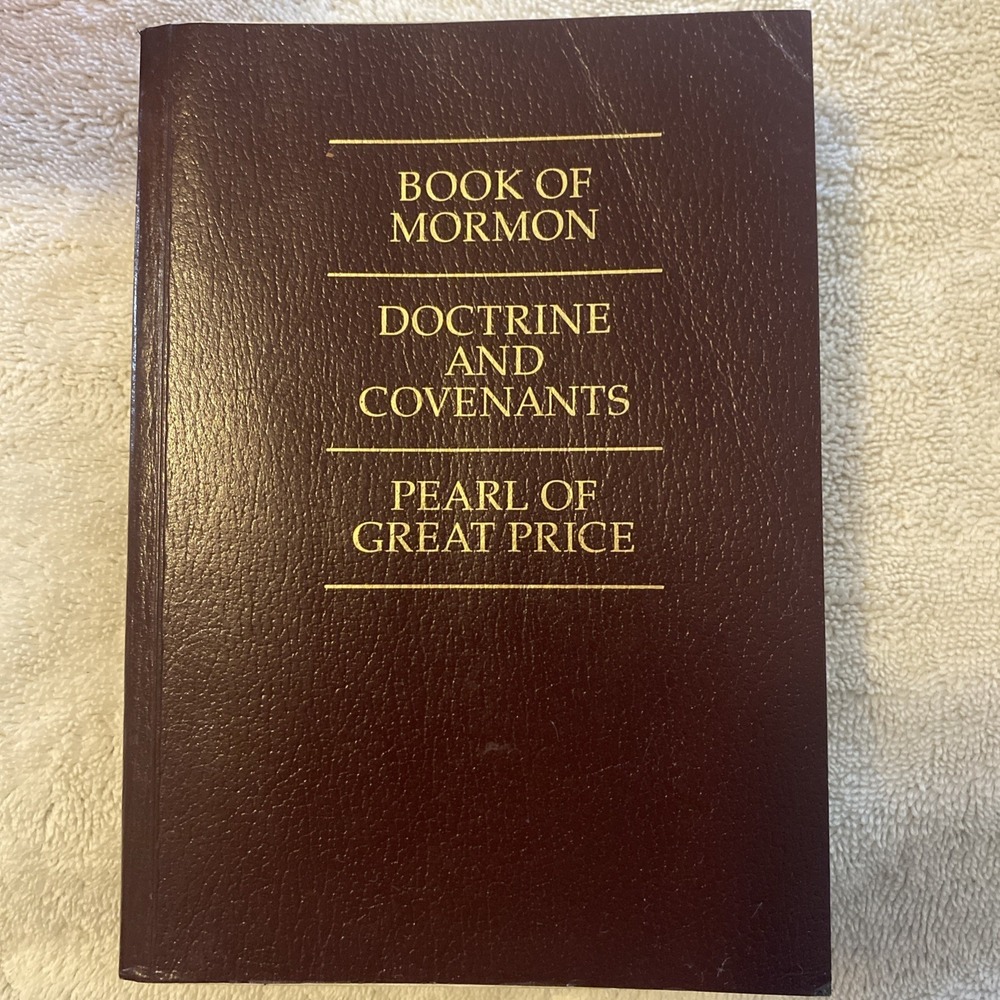 BOOK OF
MORMON
DOCTRINE
AND
COVENANTS
PEARL OF
GREAT PRICE